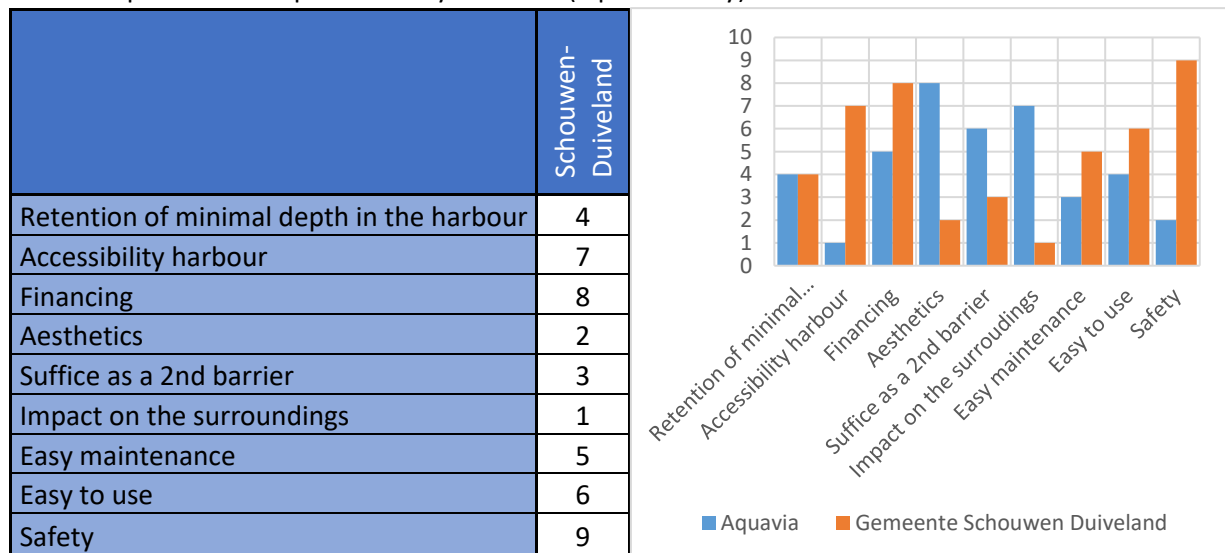 Schouwen-
Duiveland
Retention of minimal depth in the harbour 4
Accessibility harbour 7
Financing 8
Aesthetics 2
Suffice as a 2nd barrier 3
Impact on the surroundings 1
Easy maintenance 5
Easy to use 6
Safety 9
10
9
8
7
6
5
4
3
2
1
0
Retention of minimal...
Accessibility harbour
Financing
Aesthetics
Suffice as a 2nd barrier
Impact on the surroudings
Easy maintenance
Easy to use
Safety
Aquavia Gemeente Schouwen Duiveland